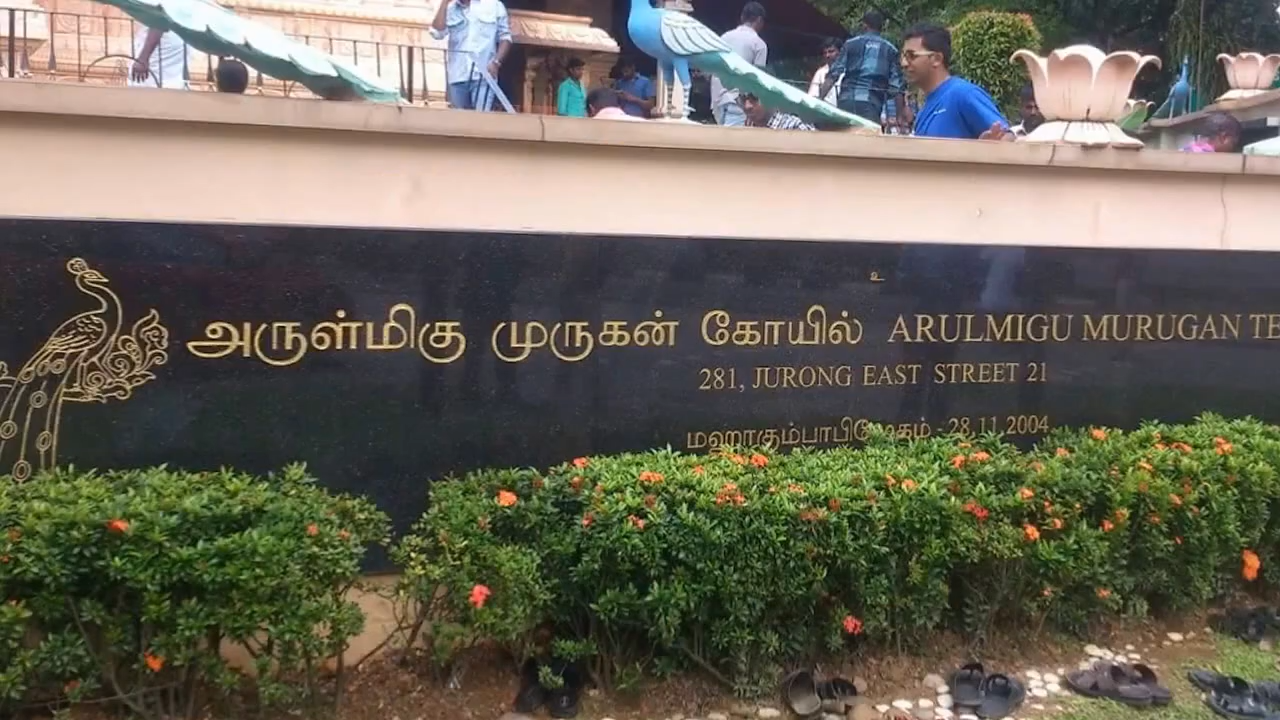 உ
அருள்மிகு முருகன் கோயில் ARULMIGU MURUGAN TE
281, JURONG EAST STREET 21
மஹாகும்பாபிஷேகம் - 28.11.2004